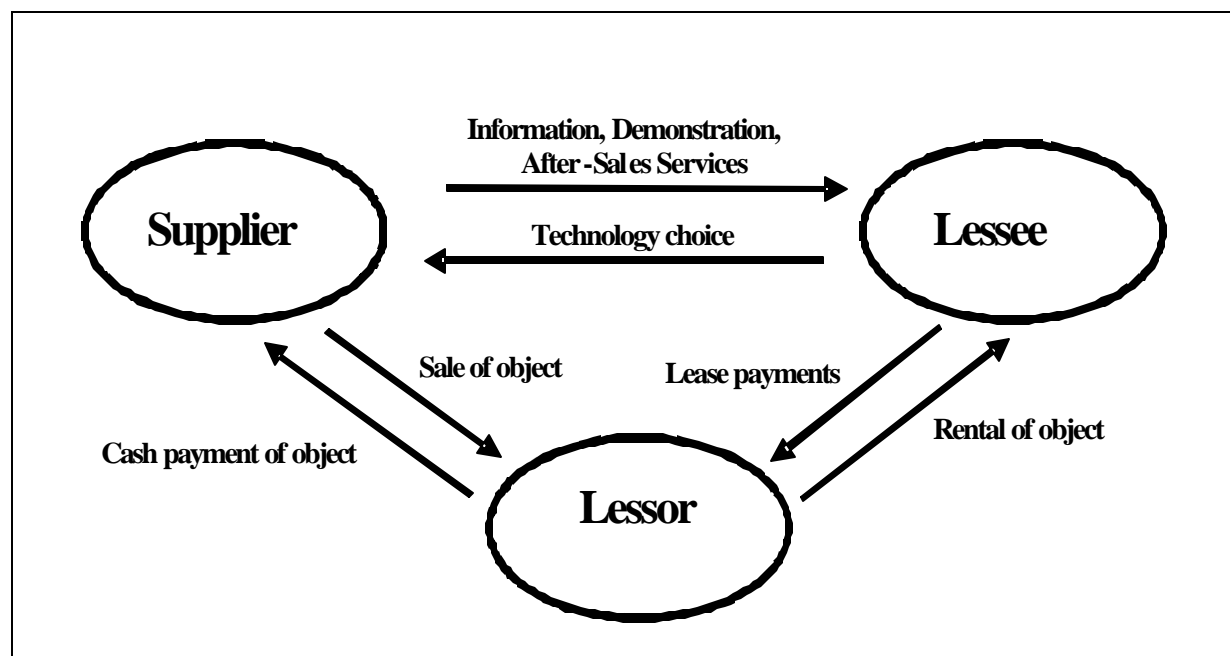 Information, Demonstration,
After-Sales Services
Supplier
Lessee
Technology choice
Sale of object
Lease payments
Cash payment of object
Rental of object
Lessor